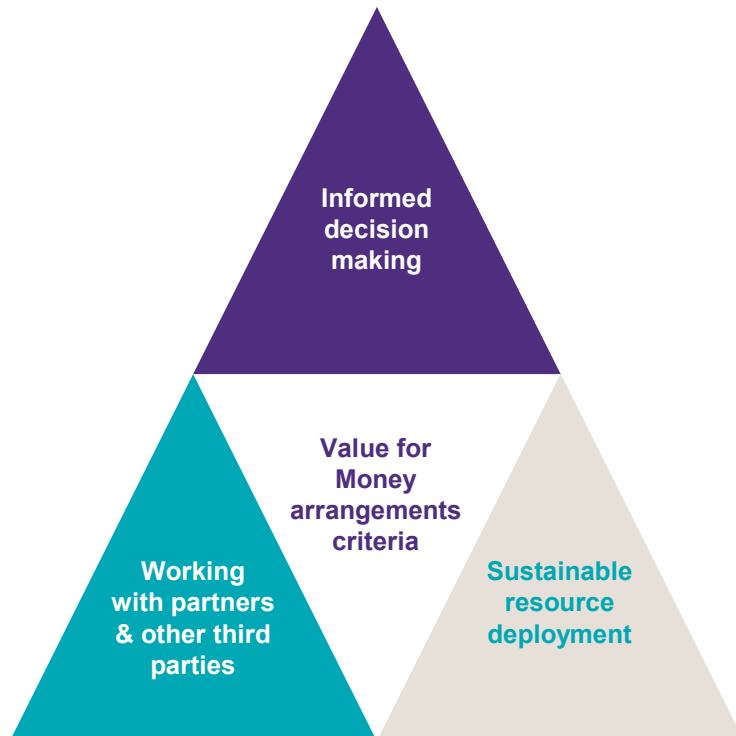 Informed
decision
making
Value for
Money
arrangements
criteria
Working
with partners
& other third
parties
Sustainable
resource
deployment